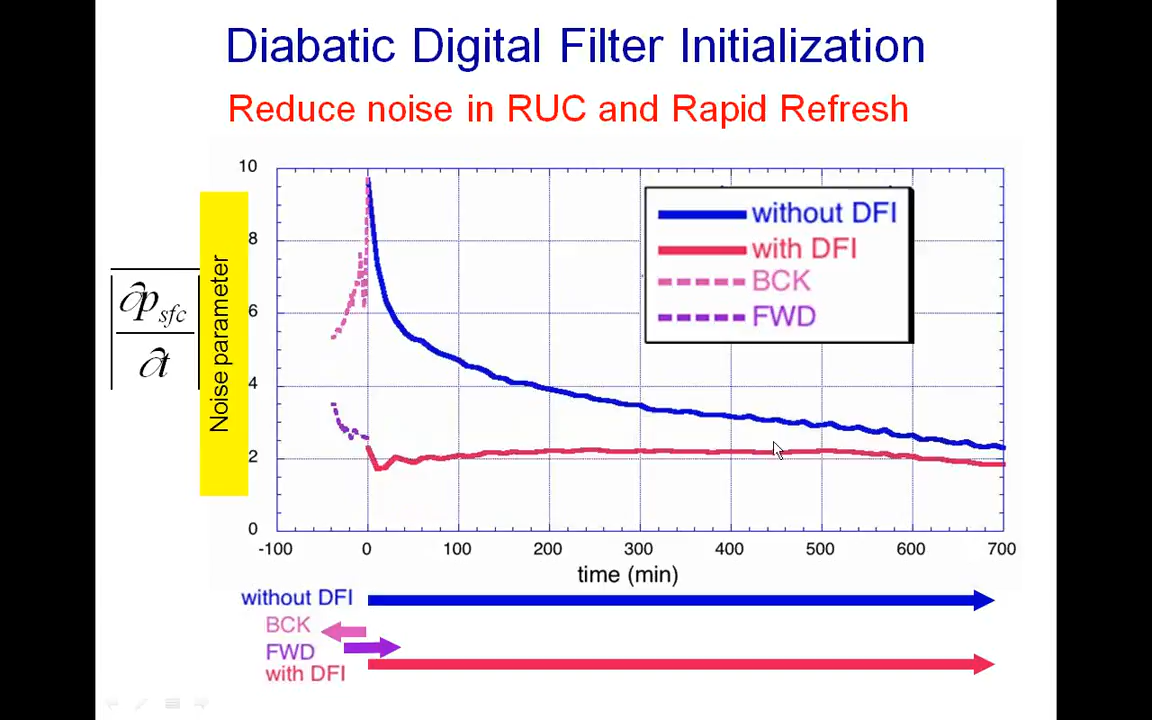 Diabatic Digital Filter Initialization
Reduce noise in RUC and Rapid Refresh
|∂p_sfc / ∂t|
Noise parameter
10
8
6
4
2
0
without DFI
with DFI
BCK
FWD
-100 0 100 200 300 400 500 600 700
time (min)
without DFI
BCK
FWD
with DFI